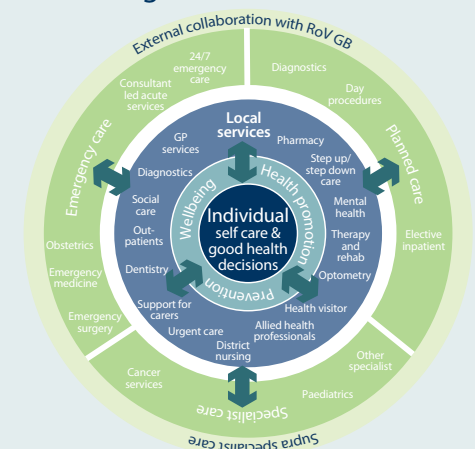 External collaboration with RoV GB
24/7
emergency
care
Consultant
led acute
services
Emergency care
Obstetrics
Emergency
medicine
Emergency
surgery
Diagnostics
Day
procedures
Planned care
Elective
inpatient
Other
specialist
Paediatrics
Cancer
services
Specialist care
Supra specialist care
Local
services
GP
services
Diagnostics
Social
care
Out-
patients
Dentistry
Support for
carers
Urgent care
District
nursing
Allied health
professionals
Health visitor
Optometry
Therapy
and
rehab
Mental
health
Step up/
step down
care
Pharmacy
Wellbeing
Health promotion
Prevention
Individual
self care &
good health
decisions